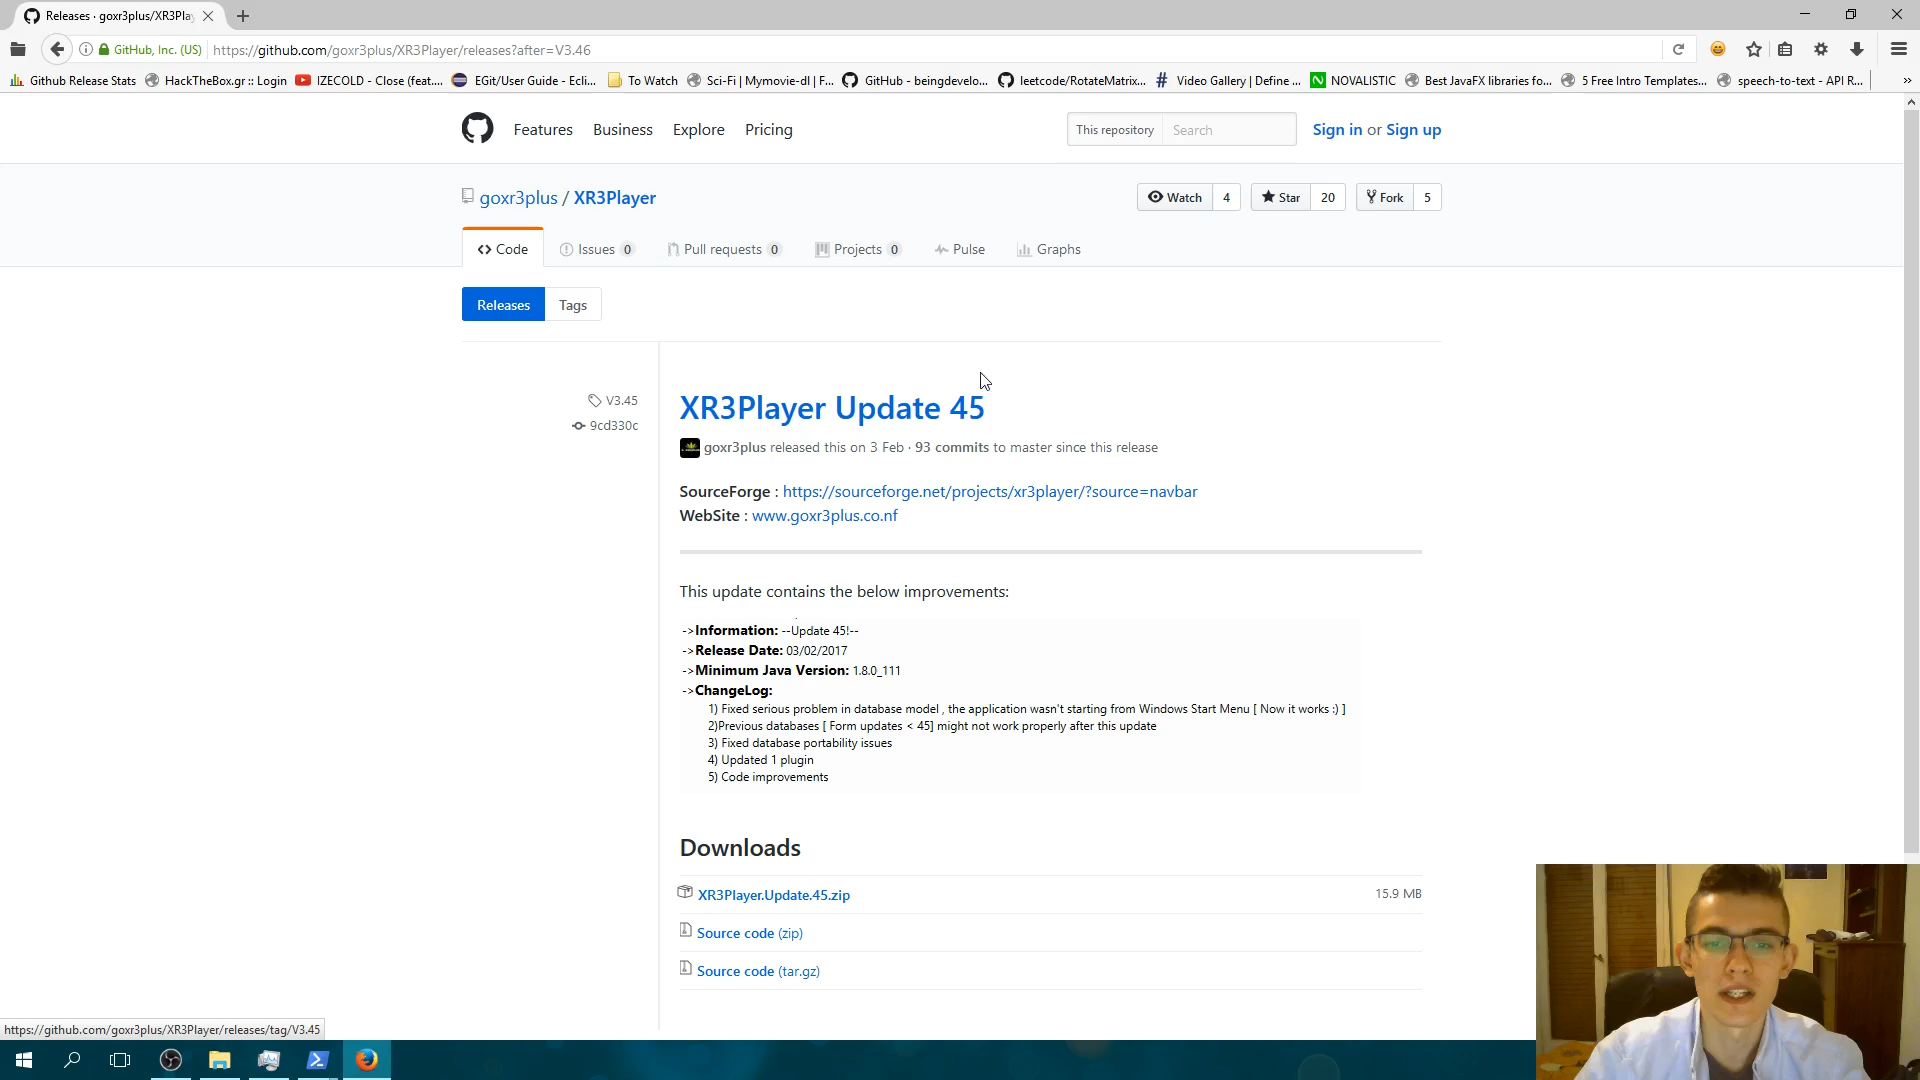 Releases · goxr3plus/XR3Play
GitHub, Inc. (US) https://github.com/goxr3plus/XR3Player/releases?after=V3.46
Github Release Stats HackTheBox.gr :: Login IZECOLD - Close (feat.... EGit/User Guide - Ecli... To Watch Sci-Fi | Mymovie-dl | F... GitHub - beingdevelo... leetcode/RotateMatrix... Video Gallery | Define ... NOVALISTIC Best JavaFX libraries fo... 5 Free Intro Templates... speech-to-text - API R... »
Features Business Explore Pricing This repository Search Sign in or Sign up
goxr3plus / XR3Player Watch 4 Star 20 Fork 5
Code Issues 0 Pull requests 0 Projects 0 Pulse Graphs
Releases Tags
V3.45
9cd330c
XR3Player Update 45
goxr3plus released this on 3 Feb · 93 commits to master since this release
SourceForge : https://sourceforge.net/projects/xr3player/?source=navbar
WebSite : www.goxr3plus.co.nf
This update contains the below improvements:
->Information: --Update 45!--
->Release Date: 03/02/2017
->Minimum Java Version: 1.8.0_111
->ChangeLog:
1) Fixed serious problem in database model , the application wasn't starting from Windows Start Menu [ Now it works :) ]
2)Previous databases [ Form updates < 45] might not work properly after this update
3) Fixed database portability issues
4) Updated 1 plugin
5) Code improvements
Downloads
XR3Player.Update.45.zip 15.9 MB
Source code (zip)
Source code (tar.gz)
https://github.com/goxr3plus/XR3Player/releases/tag/V3.45